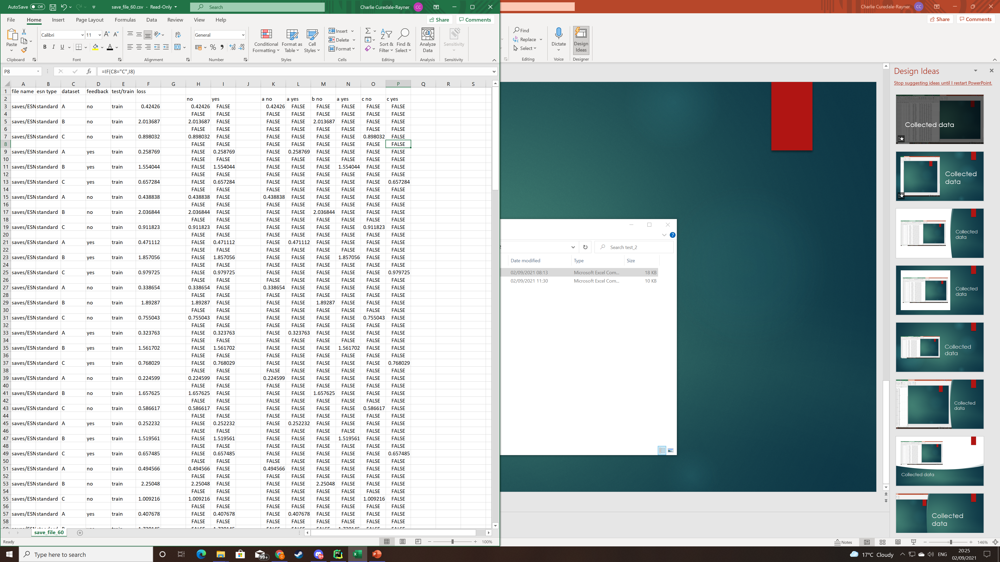 AutoSave Off save_file_60.csv - Read-Only Search Charlie Curedale-Rayner CC
File Home Insert Page Layout Formulas Data Review View Help Share Comments
Paste Calibri 11 General Conditional Formatting Format as Table Cell Styles Insert Delete Format Sort & Filter Find & Select Analyze Data Sensitivity
Clipboard Font Alignment Number Styles Cells Editing Analysis Sensitivity
P8 =IF(C8="C",I8)
A B C D E F G H I J K L M N O P Q R S
1 file name esn type dataset feedback test/train loss
2 no yes a no a yes b no a yes c no c yes
3 saves/ESN standard A no train 0.42426 0.42426 FALSE 0.42426 FALSE FALSE FALSE FALSE FALSE
4 FALSE FALSE FALSE FALSE FALSE FALSE FALSE FALSE
5 saves/ESN standard B no train 2.013687 2.013687 FALSE FALSE FALSE 2.013687 FALSE FALSE FALSE
6 FALSE FALSE FALSE FALSE FALSE FALSE FALSE FALSE
7 saves/ESN standard C no train 0.898032 0.898032 FALSE FALSE FALSE FALSE FALSE 0.898032 FALSE
8 FALSE FALSE FALSE FALSE FALSE FALSE FALSE FALSE
9 saves/ESN standard A yes train 0.258769 FALSE 0.258769 FALSE 0.258769 FALSE FALSE FALSE FALSE
10 FALSE FALSE FALSE FALSE FALSE FALSE FALSE FALSE
11 saves/ESN standard B yes train 1.554044 FALSE 1.554044 FALSE FALSE FALSE 1.554044 FALSE FALSE
12 FALSE FALSE FALSE FALSE FALSE FALSE FALSE FALSE
13 saves/ESN standard C yes train 0.657284 FALSE 0.657284 FALSE FALSE FALSE FALSE FALSE 0.657284
14 FALSE FALSE FALSE FALSE FALSE FALSE FALSE FALSE
15 saves/ESN standard A no train 0.438838 0.438838 FALSE 0.438838 FALSE FALSE FALSE FALSE FALSE
16 FALSE FALSE FALSE FALSE FALSE FALSE FALSE FALSE
17 saves/ESN standard B no train 2.036844 2.036844 FALSE FALSE FALSE 2.036844 FALSE FALSE FALSE
18 FALSE FALSE FALSE FALSE FALSE FALSE FALSE FALSE
19 saves/ESN standard C no train 0.911823 0.911823 FALSE FALSE FALSE FALSE FALSE 0.911823 FALSE
20 FALSE FALSE FALSE FALSE FALSE FALSE FALSE FALSE
21 saves/ESN standard A yes train 0.471112 FALSE 0.471112 FALSE 0.471112 FALSE FALSE FALSE FALSE
22 FALSE FALSE FALSE FALSE FALSE FALSE FALSE FALSE
23 saves/ESN standard B yes train 1.857056 FALSE 1.857056 FALSE FALSE FALSE 1.857056 FALSE FALSE
24 FALSE FALSE FALSE FALSE FALSE FALSE FALSE FALSE
25 saves/ESN standard C yes train 0.979725 FALSE 0.979725 FALSE FALSE FALSE FALSE FALSE 0.979725
26 FALSE FALSE FALSE FALSE FALSE FALSE FALSE FALSE
27 saves/ESN standard A no train 0.338654 0.338654 FALSE 0.338654 FALSE FALSE FALSE FALSE FALSE
28 FALSE FALSE FALSE FALSE FALSE FALSE FALSE FALSE
29 saves/ESN standard B no train 1.89287 1.89287 FALSE FALSE FALSE 1.89287 FALSE FALSE FALSE
30 FALSE FALSE FALSE FALSE FALSE FALSE FALSE FALSE
31 saves/ESN standard C no train 0.755043 0.755043 FALSE FALSE FALSE FALSE FALSE 0.755043 FALSE
32 FALSE FALSE FALSE FALSE FALSE FALSE FALSE FALSE
33 saves/ESN standard A yes train 0.323763 FALSE 0.323763 FALSE 0.323763 FALSE FALSE FALSE FALSE
34 FALSE FALSE FALSE FALSE FALSE FALSE FALSE FALSE
35 saves/ESN standard B yes train 1.561702 FALSE 1.561702 FALSE FALSE FALSE 1.561702 FALSE FALSE
36 FALSE FALSE FALSE FALSE FALSE FALSE FALSE FALSE
37 saves/ESN standard C yes train 0.768029 FALSE 0.768029 FALSE FALSE FALSE FALSE FALSE 0.768029
38 FALSE FALSE FALSE FALSE FALSE FALSE FALSE FALSE
39 saves/ESN standard A no train 0.224599 0.224599 FALSE 0.224599 FALSE FALSE FALSE FALSE FALSE
40 FALSE FALSE FALSE FALSE FALSE FALSE FALSE FALSE
41 saves/ESN standard B no train 1.657625 1.657625 FALSE FALSE FALSE 1.657625 FALSE FALSE FALSE
42 FALSE FALSE FALSE FALSE FALSE FALSE FALSE FALSE
43 saves/ESN standard C no train 0.586617 0.586617 FALSE FALSE FALSE FALSE FALSE 0.586617 FALSE
44 FALSE FALSE FALSE FALSE FALSE FALSE FALSE FALSE
45 saves/ESN standard A yes train 0.252232 FALSE 0.252232 FALSE 0.252232 FALSE FALSE FALSE FALSE
46 FALSE FALSE FALSE FALSE FALSE FALSE FALSE FALSE
47 saves/ESN standard B yes train 1.519561 FALSE 1.519561 FALSE FALSE FALSE 1.519561 FALSE FALSE
48 FALSE FALSE FALSE FALSE FALSE FALSE FALSE FALSE
49 saves/ESN standard C yes train 0.657485 FALSE 0.657485 FALSE FALSE FALSE FALSE FALSE 0.657485
50 FALSE FALSE FALSE FALSE FALSE FALSE FALSE FALSE
51 saves/ESN standard A no train 0.494566 0.494566 FALSE 0.494566 FALSE FALSE FALSE FALSE FALSE
52 FALSE FALSE FALSE FALSE FALSE FALSE FALSE FALSE
53 saves/ESN standard B no train 2.25048 2.25048 FALSE FALSE FALSE 2.25048 FALSE FALSE FALSE
54 FALSE FALSE FALSE FALSE FALSE FALSE FALSE FALSE
55 saves/ESN standard C no train 1.009216 1.009216 FALSE FALSE FALSE FALSE FALSE 1.009216 FALSE
56 FALSE FALSE FALSE FALSE FALSE FALSE FALSE FALSE
57 saves/ESN standard A yes train 0.407678 FALSE 0.407678 FALSE 0.407678 FALSE FALSE FALSE FALSE
58 FALSE FALSE FALSE FALSE FALSE FALSE FALSE FALSE
save_file_60
Ready 100%
Charlie Curedale-Rayner CC
Share Comments
Find Replace Select Dictate Design Ideas
Editing Voice Designer
Design Ideas
Stop suggesting ideas until I restart PowerPoint.
Collected data
Collected
data
Collected
data
Collected
data
Collected
data
Collected
data
Collected data
Collected
data
Search test_2
Date modified Type Size
02/09/2021 08:13 Microsoft Excel Com... 18 KB
02/09/2021 11:30 Microsoft Excel Com... 10 KB
Notes 146%
Type here to search 99+ 9+ 17°C Cloudy ENG 20:25
02/09/2021